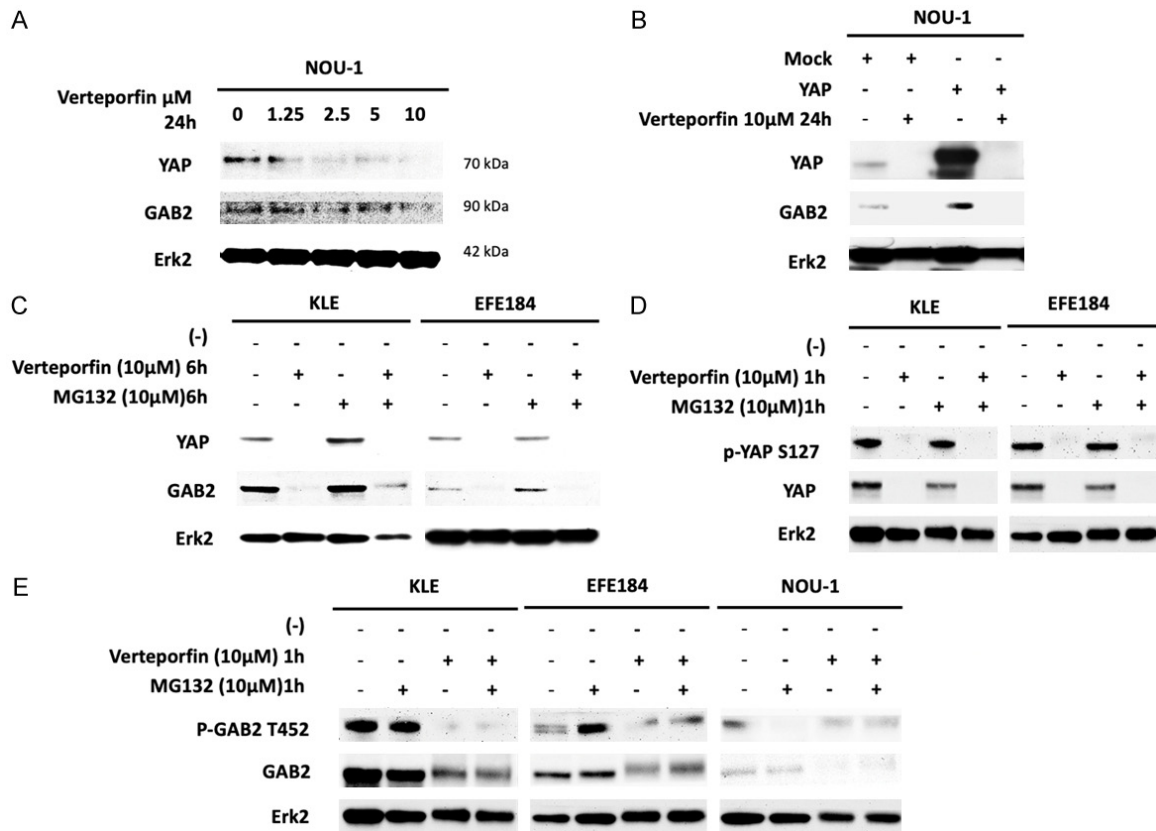 A
NOU-1
Verteporfin µM
24h
0 1.25 2.5 5 10
YAP
70 kDa
GAB2
90 kDa
Erk2
42 kDa
B
NOU-1
Mock + + - -
YAP - - + +
Verteporfin 10µM 24h - + - +
YAP
GAB2
Erk2
C
KLE EFE184
(-) - - - - - - - -
Verteporfin (10µM) 6h - + - + - + - +
MG132 (10µM)6h - - + + - - + +
YAP
GAB2
Erk2
D
KLE EFE184
(-) - - - - - - - -
Verteporfin (10µM) 1h - + - + - + - +
MG132 (10µM)1h - - + + - - + +
p-YAP S127
YAP
Erk2
E
KLE EFE184 NOU-1
(-) - - - - - - - - - - - -
Verteporfin (10µM) 1h - - + + - - + + - - + +
MG132 (10µM)1h - + - + - + - + - + - +
P-GAB2 T452
GAB2
Erk2